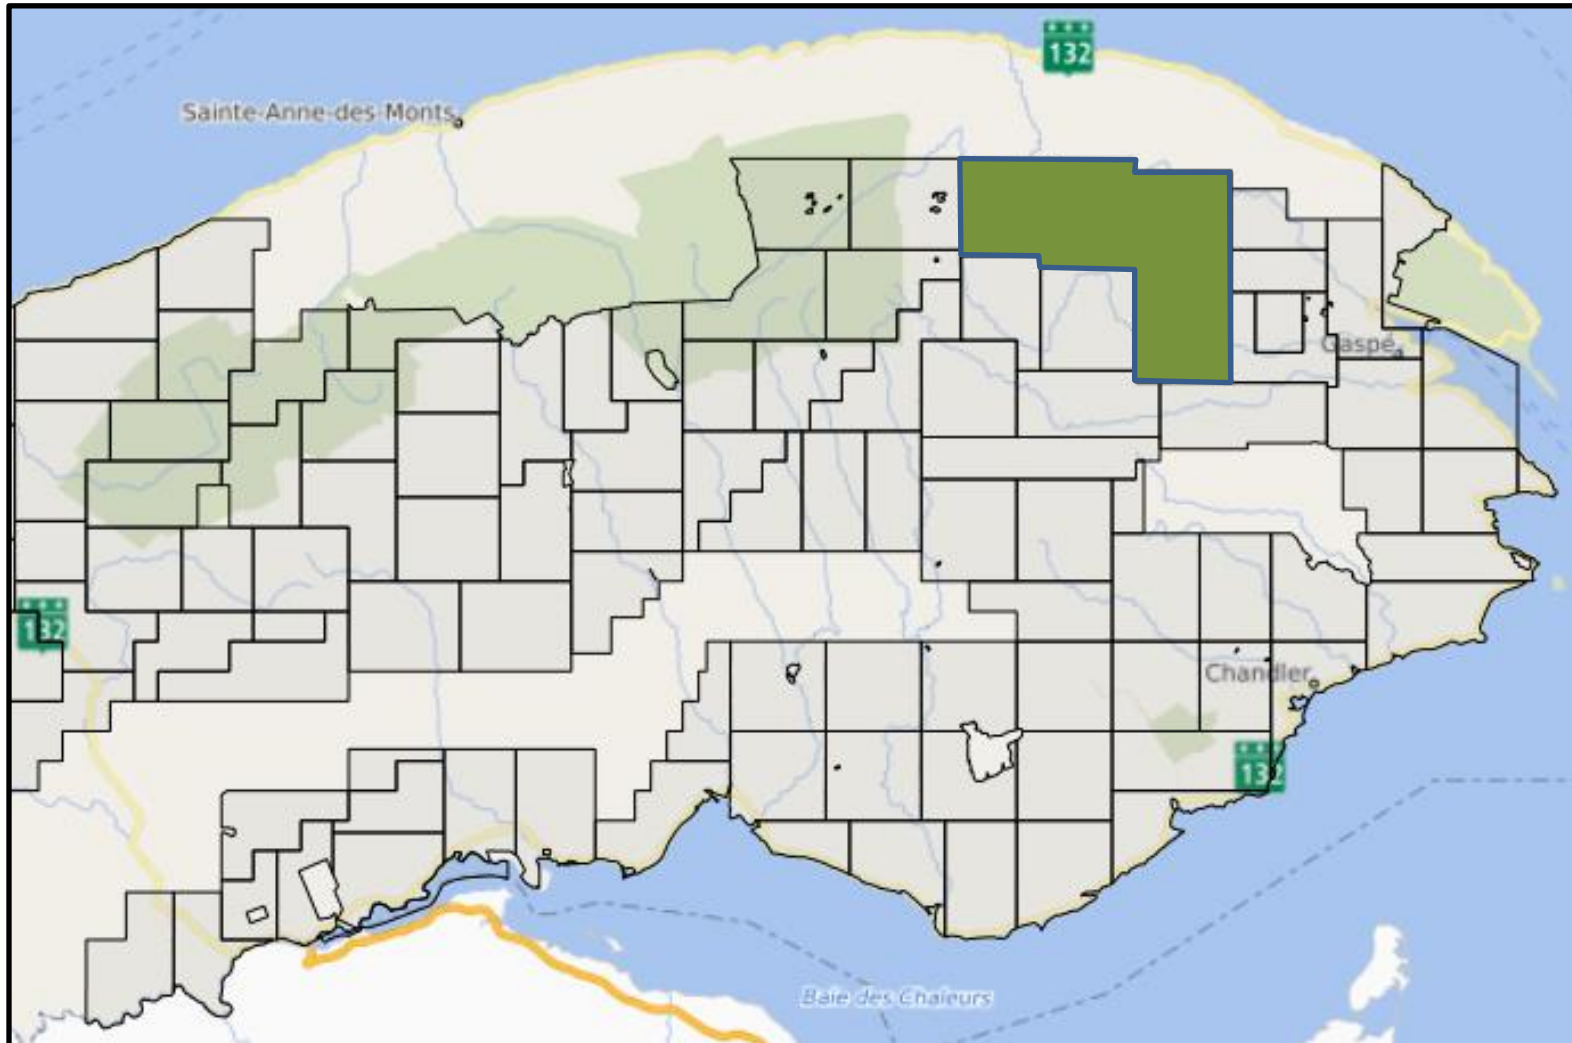 132
Sainte-Anne-des-Monts
Gaspé
132
Chandler
132
Baie des Chaleurs